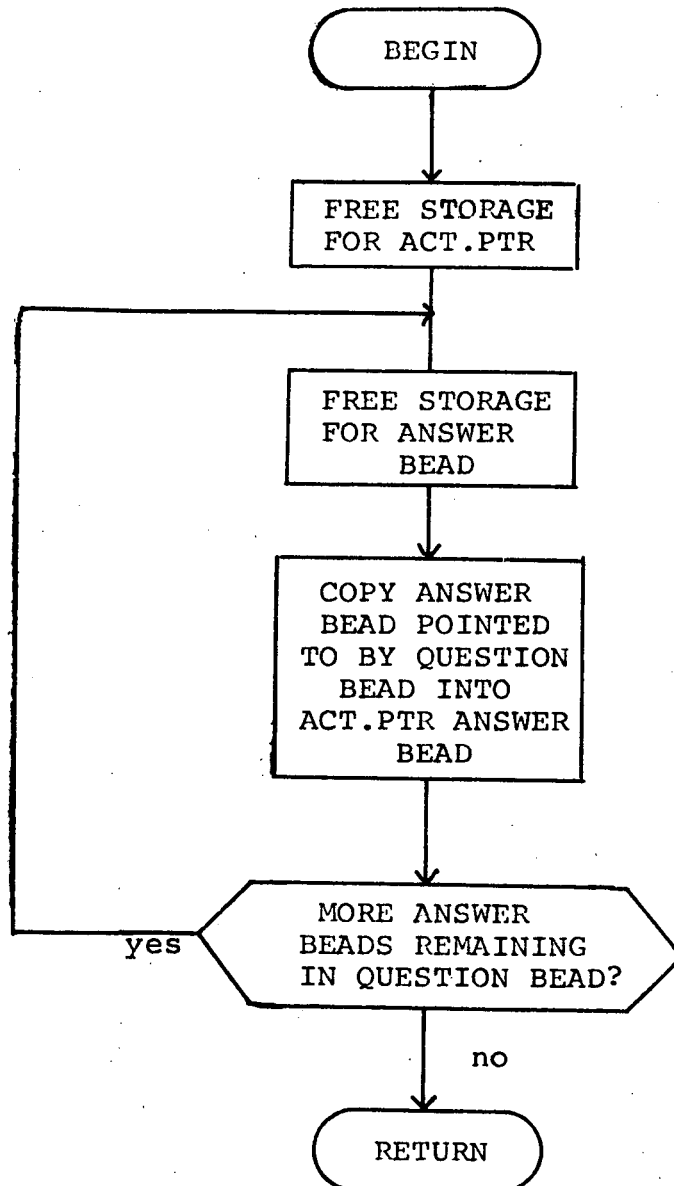 BEGIN
FREE STORAGE
FOR ACT.PTR
FREE STORAGE
FOR ANSWER
BEAD
COPY ANSWER
BEAD POINTED
TO BY QUESTION
BEAD INTO
ACT.PTR ANSWER
BEAD
MORE ANSWER
BEADS REMAINING
IN QUESTION BEAD?
yes
no
RETURN